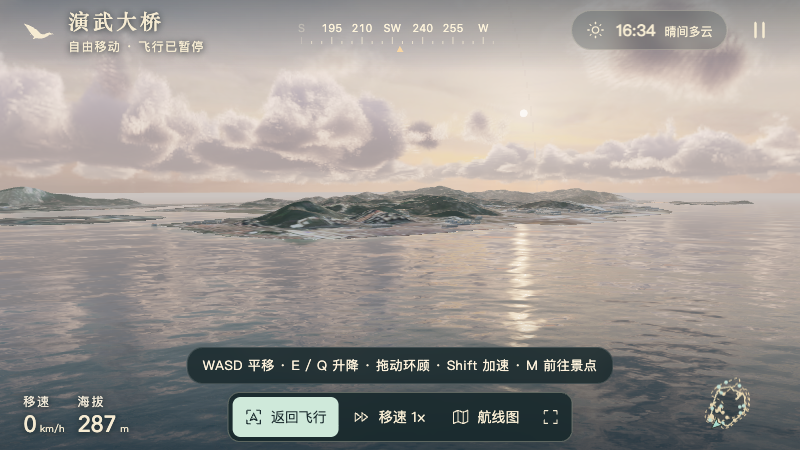 演武大桥
自由移动 · 飞行已暂停
S 195 210 SW 240 255 W
16:34 晴间多云
WASD 平移 · E / Q 升降 · 拖动环顾 · Shift 加速 · M 前往景点
移速 海拔
0 km/h 287 m
A 返回飞行 移速 1x 航线图